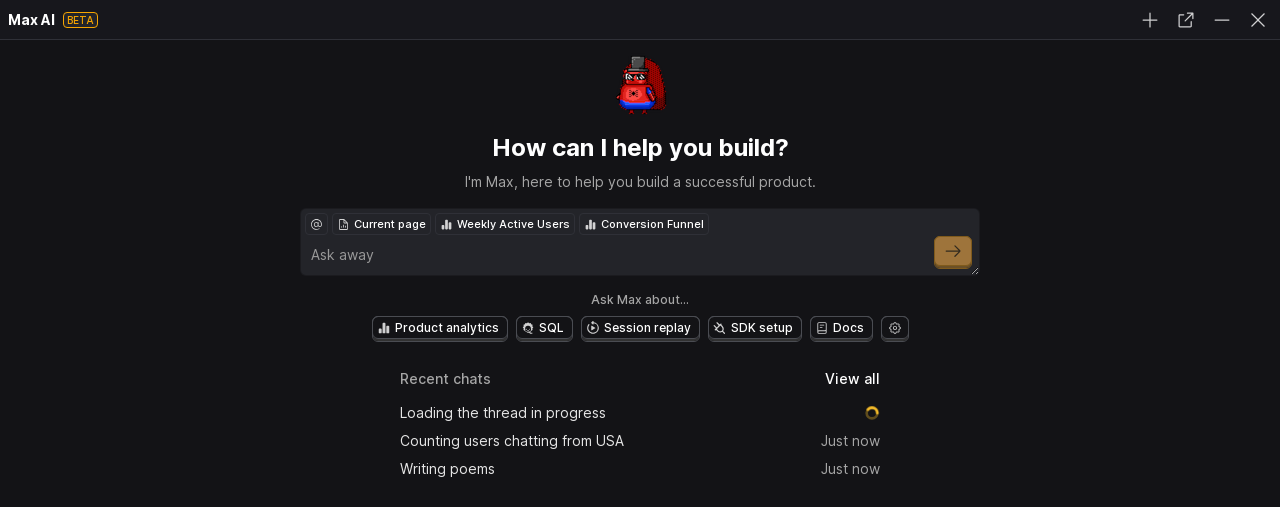 Max AI BETA
How can I help you build?
I'm Max, here to help you build a successful product.
@ Current page Weekly Active Users Conversion Funnel
Ask away
Ask Max about...
Product analytics SQL Session replay SDK setup Docs
Recent chats View all
Loading the thread in progress
Counting users chatting from USA Just now
Writing poems Just now